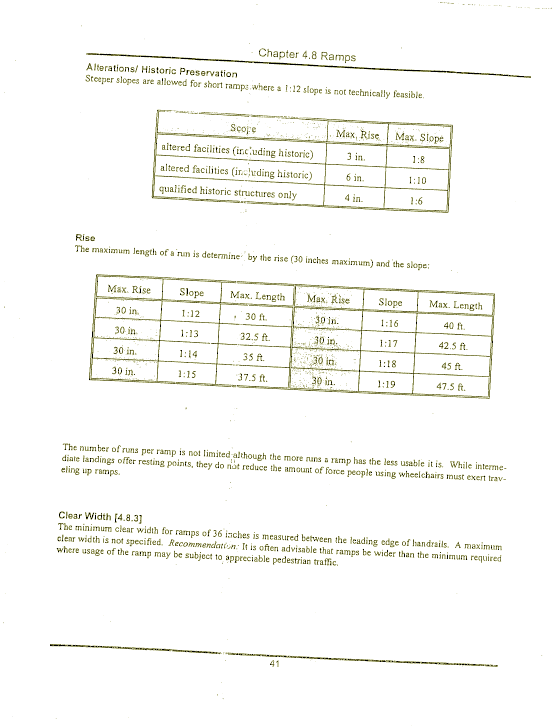 Chapter 4.8 Ramps
Alterations/ Historic Preservation
Steeper slopes are allowed for short ramps where a 1:12 slope is not technically feasible.
Scope Max. Rise Max. Slope
altered facilities (including historic) 3 in. 1:8
altered facilities (including historic) 6 in. 1:10
qualified historic structures only 4 in. 1:6
Rise
The maximum length of a run is determine by the rise (30 inches maximum) and the slope:
Max. Rise Slope Max. Length Max. Rise Slope Max. Length
30 in. 1:12 30 ft. 30 in. 1:16 40 ft.
30 in. 1:13 32.5 ft. 30 in. 1:17 42.5 ft.
30 in. 1:14 35 ft. 30 in. 1:18 45 ft.
30 in. 1:15 37.5 ft. 30 in. 1:19 47.5 ft.
The number of runs per ramp is not limited although the more runs a ramp has the less usable it is. While interme-
diate landings offer resting points, they do not reduce the amount of force people using wheelchairs must exert trav-
eling up ramps.
Clear Width [4.8.3]
The minimum clear width for ramps of 36 inches is measured between the leading edge of handrails. A maximum
clear width is not specified. Recommendation: It is often advisable that ramps be wider than the minimum required
where usage of the ramp may be subject to appreciable pedestrian traffic.
41